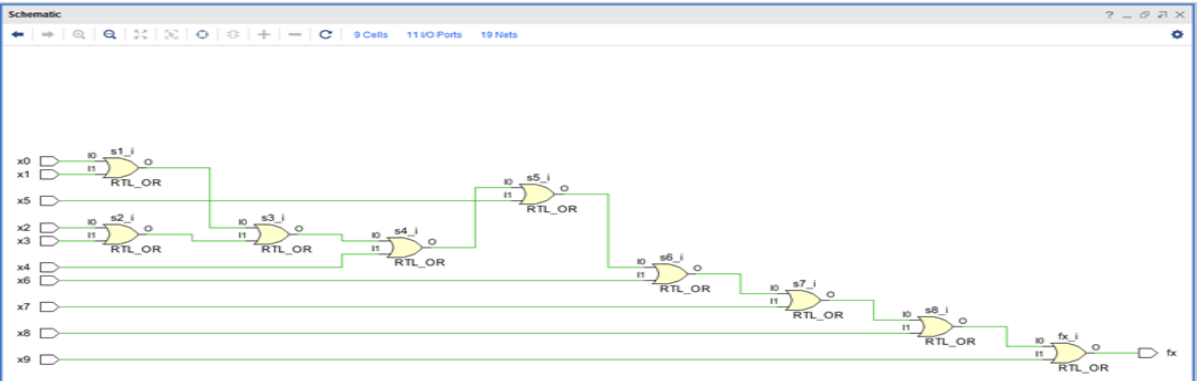 Schematic
? _
9 Cells 11 I/O Ports 19 Nets
x0
x1
x5
x2
x3
x4
x6
x7
x8
x9
I0 s1_i O
I1
RTL_OR
I0 s2_i O
I1
RTL_OR
I0 s3_i O
I1
RTL_OR
I0 s4_i O
I1
RTL_OR
I0 s5_i O
I1
RTL_OR
I0 s6_i O
I1
RTL_OR
I0 s7_i O
I1
RTL_OR
I0 s8_i O
I1
RTL_OR
I0 fx_i O
I1
RTL_OR
fx